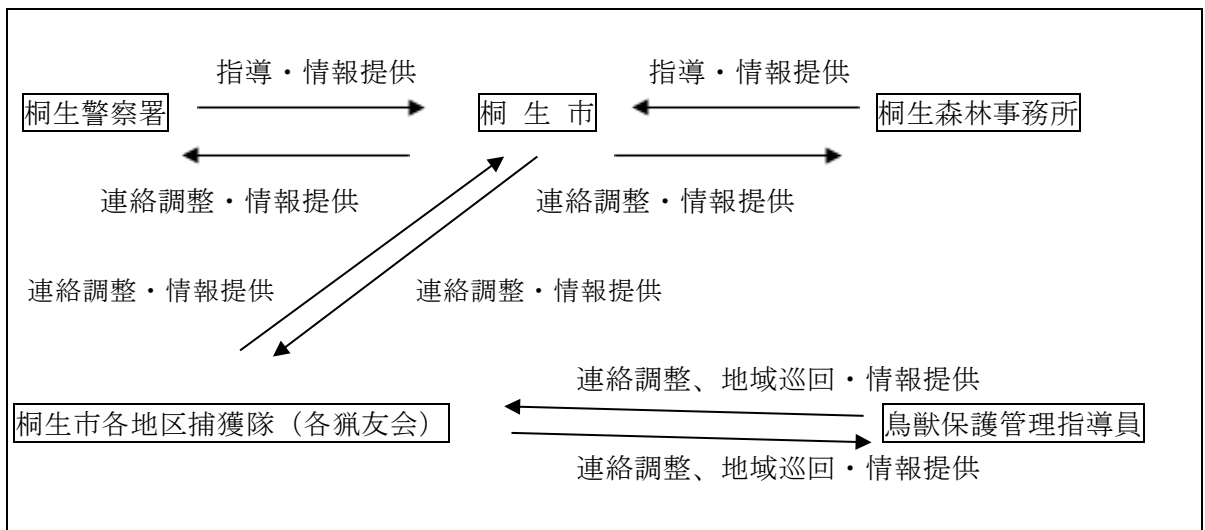 指導・情報提供
指導・情報提供
桐生警察署
桐 生 市
桐生森林事務所
連絡調整・情報提供
連絡調整・情報提供
連絡調整・情報提供
連絡調整・情報提供
連絡調整、地域巡回・情報提供
桐生市各地区捕獲隊（各猟友会）
鳥獣保護管理指導員
連絡調整、地域巡回・情報提供